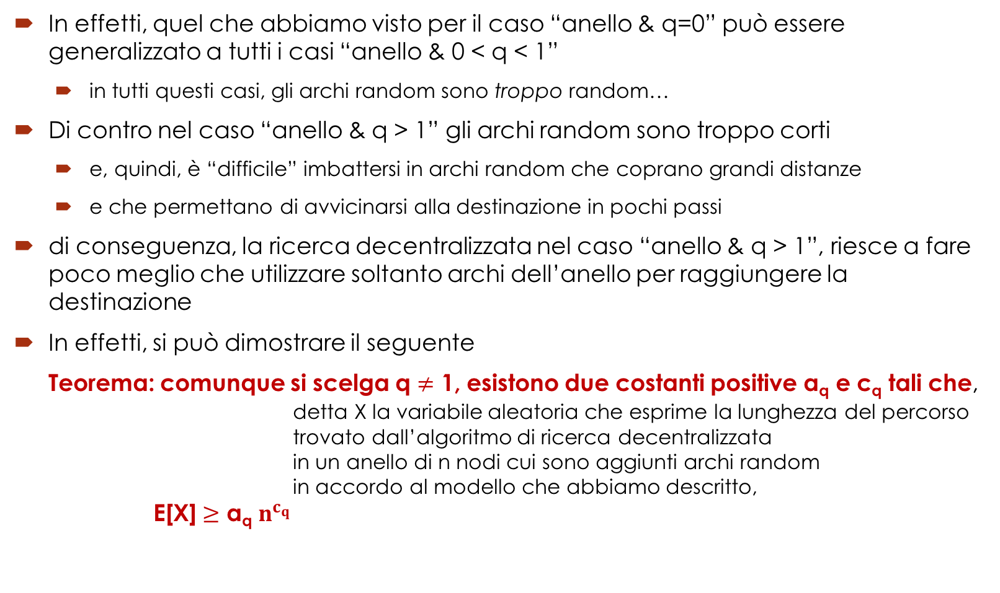 In effetti, quel che abbiamo visto per il caso “anello & q=0” può essere
generalizzato a tutti i casi “anello & 0 < q < 1”
in tutti questi casi, gli archi random sono troppo random…
Di contro nel caso “anello & q > 1” gli archi random sono troppo corti
e, quindi, è “difficile” imbattersi in archi random che coprano grandi distanze
e che permettano di avvicinarsi alla destinazione in pochi passi
di conseguenza, la ricerca decentralizzata nel caso “anello & q > 1”, riesce a fare
poco meglio che utilizzare soltanto archi dell’anello per raggiungere la
destinazione
In effetti, si può dimostrare il seguente
Teorema: comunque si scelga q ≠ 1, esistono due costanti positive a_q e c_q tali che,
detta X la variabile aleatoria che esprime la lunghezza del percorso
trovato dall’algoritmo di ricerca decentralizzata
in un anello di n nodi cui sono aggiunti archi random
in accordo al modello che abbiamo descritto,
E[X] ≥ a_q n^{c_q}